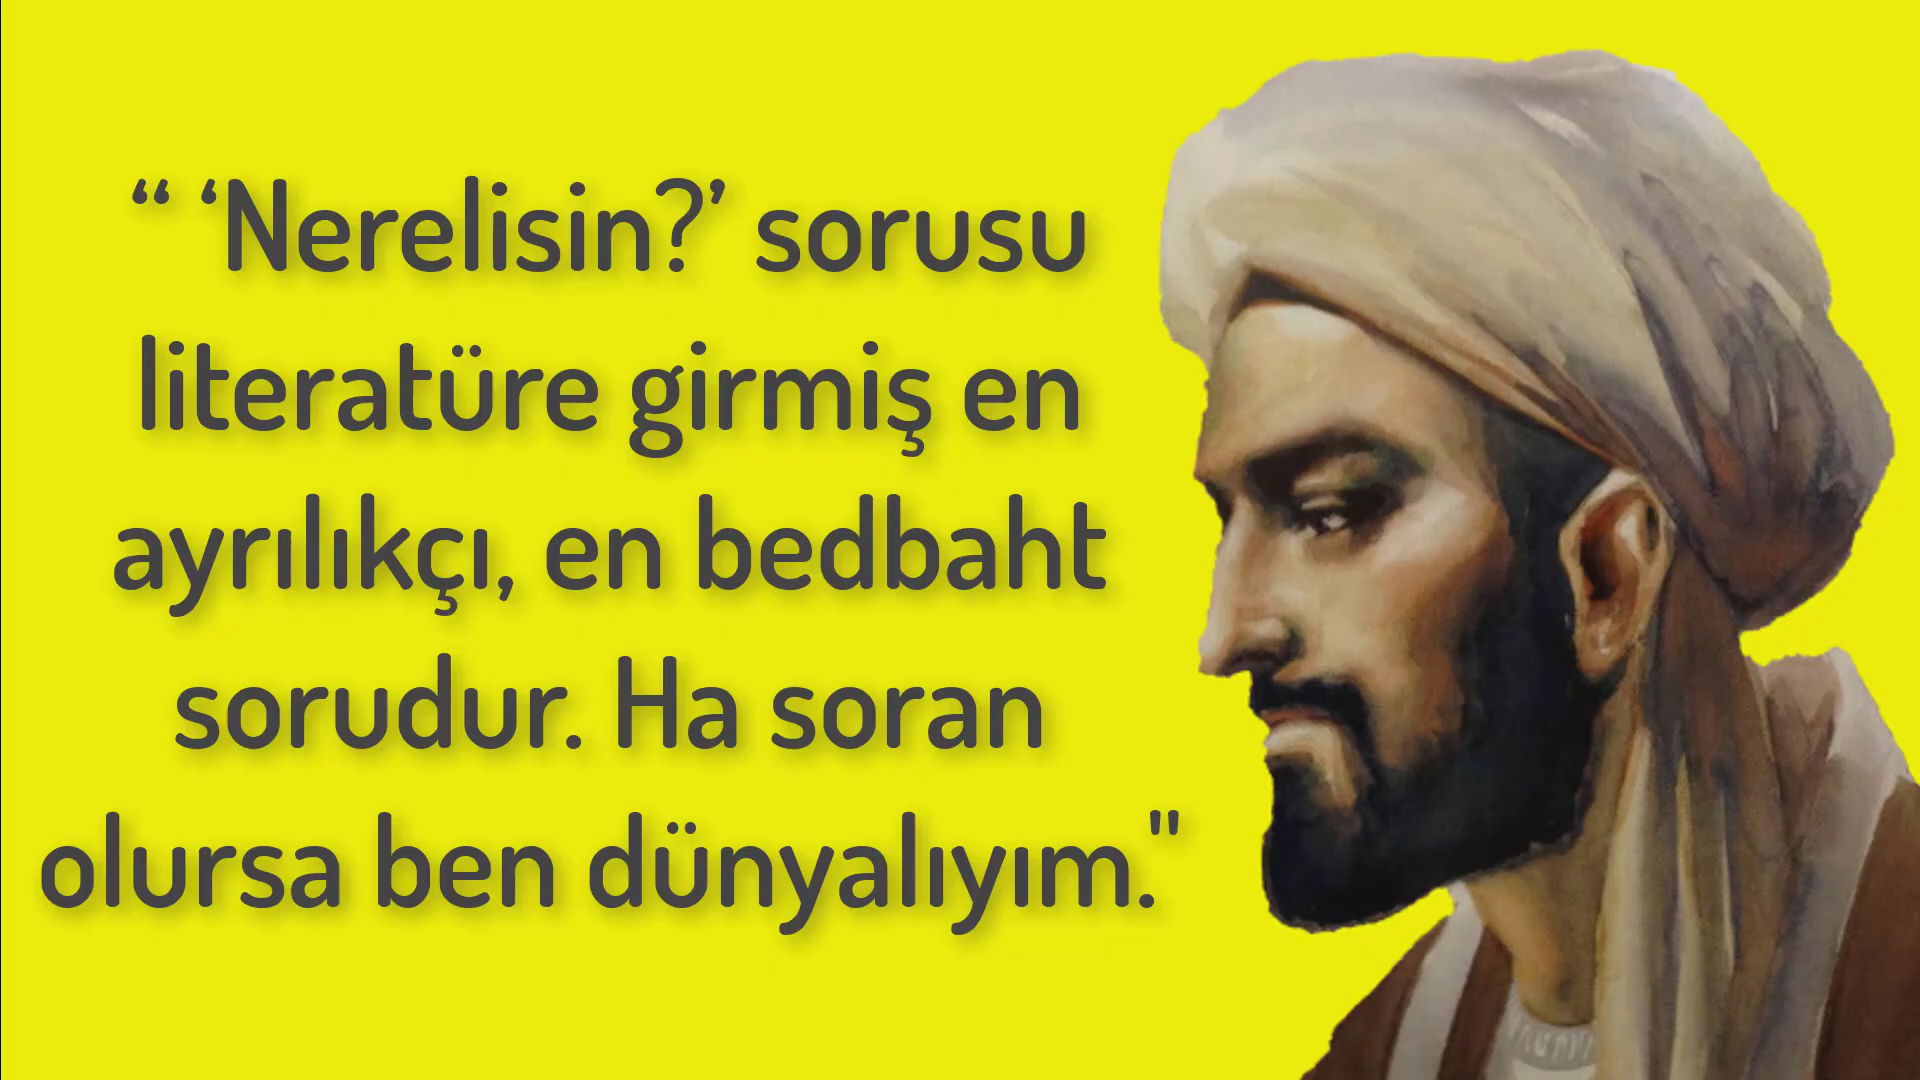 “ ‘Nerelisin?’ sorusu
literatüre girmiş en
ayrılıkçı, en bedbaht
sorudur. Ha soran
olursa ben dünyalıyım."